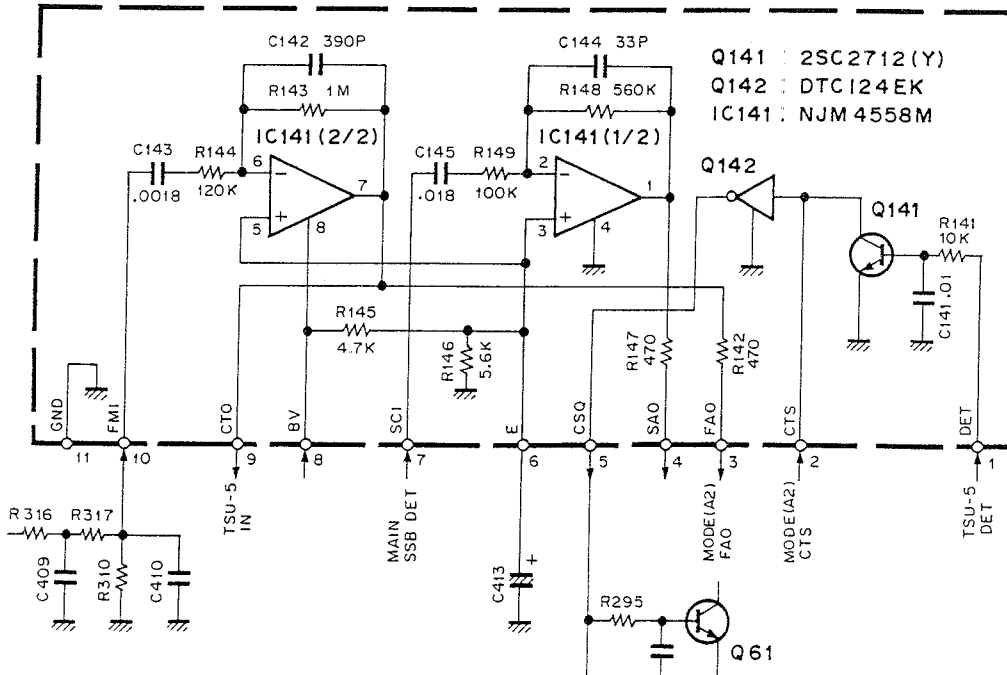 C142 390P
R143 1M
IC141(2/2)
C143
.0018
R144
120K
6
5
7
8
−
+
C144 33P
R148 560K
IC141(1/2)
C145
.018
R149
100K
2
3
1
4
−
+
Q141 : 2SC2712(Y)
Q142 : DTC124EK
IC141 : NJM4558M
Q142
Q141
R141
10K
C141 .01
R145
4.7K
R146
5.6K
R147
470
R142
470
GND
FMI
CTO
BV
SCI
E
CSQ
SAO
FAO
CTS
DET
11
10
9
8
7
6
5
4
3
2
1
TSU-5
IN
MAIN
SSB DET
MODE(A2)
FAO
MODE(A2)
CTS
TSU-5
DET
R316
R317
C409
R310
C410
C413
+
R295
Q61